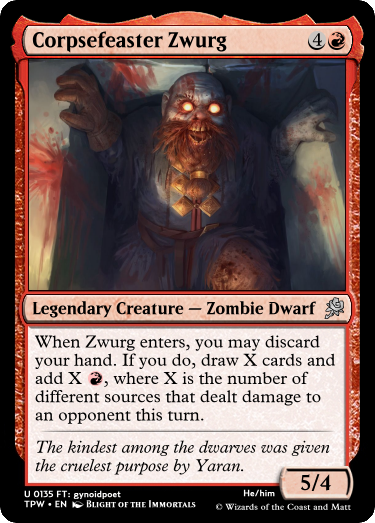 Corpsefeaster Zwurg 4
Legendary Creature — Zombie Dwarf
When Zwurg enters, you may discard
your hand. If you do, draw X cards and
add X , where X is the number of
different sources that dealt damage to
an opponent this turn.
The kindest among the dwarves was given
the cruelest purpose by Yaran.
5/4
U 0135 FT: gynoidpoet He/him
TPW • EN Blight of the Immortals © Wizards of the Coast and Matt